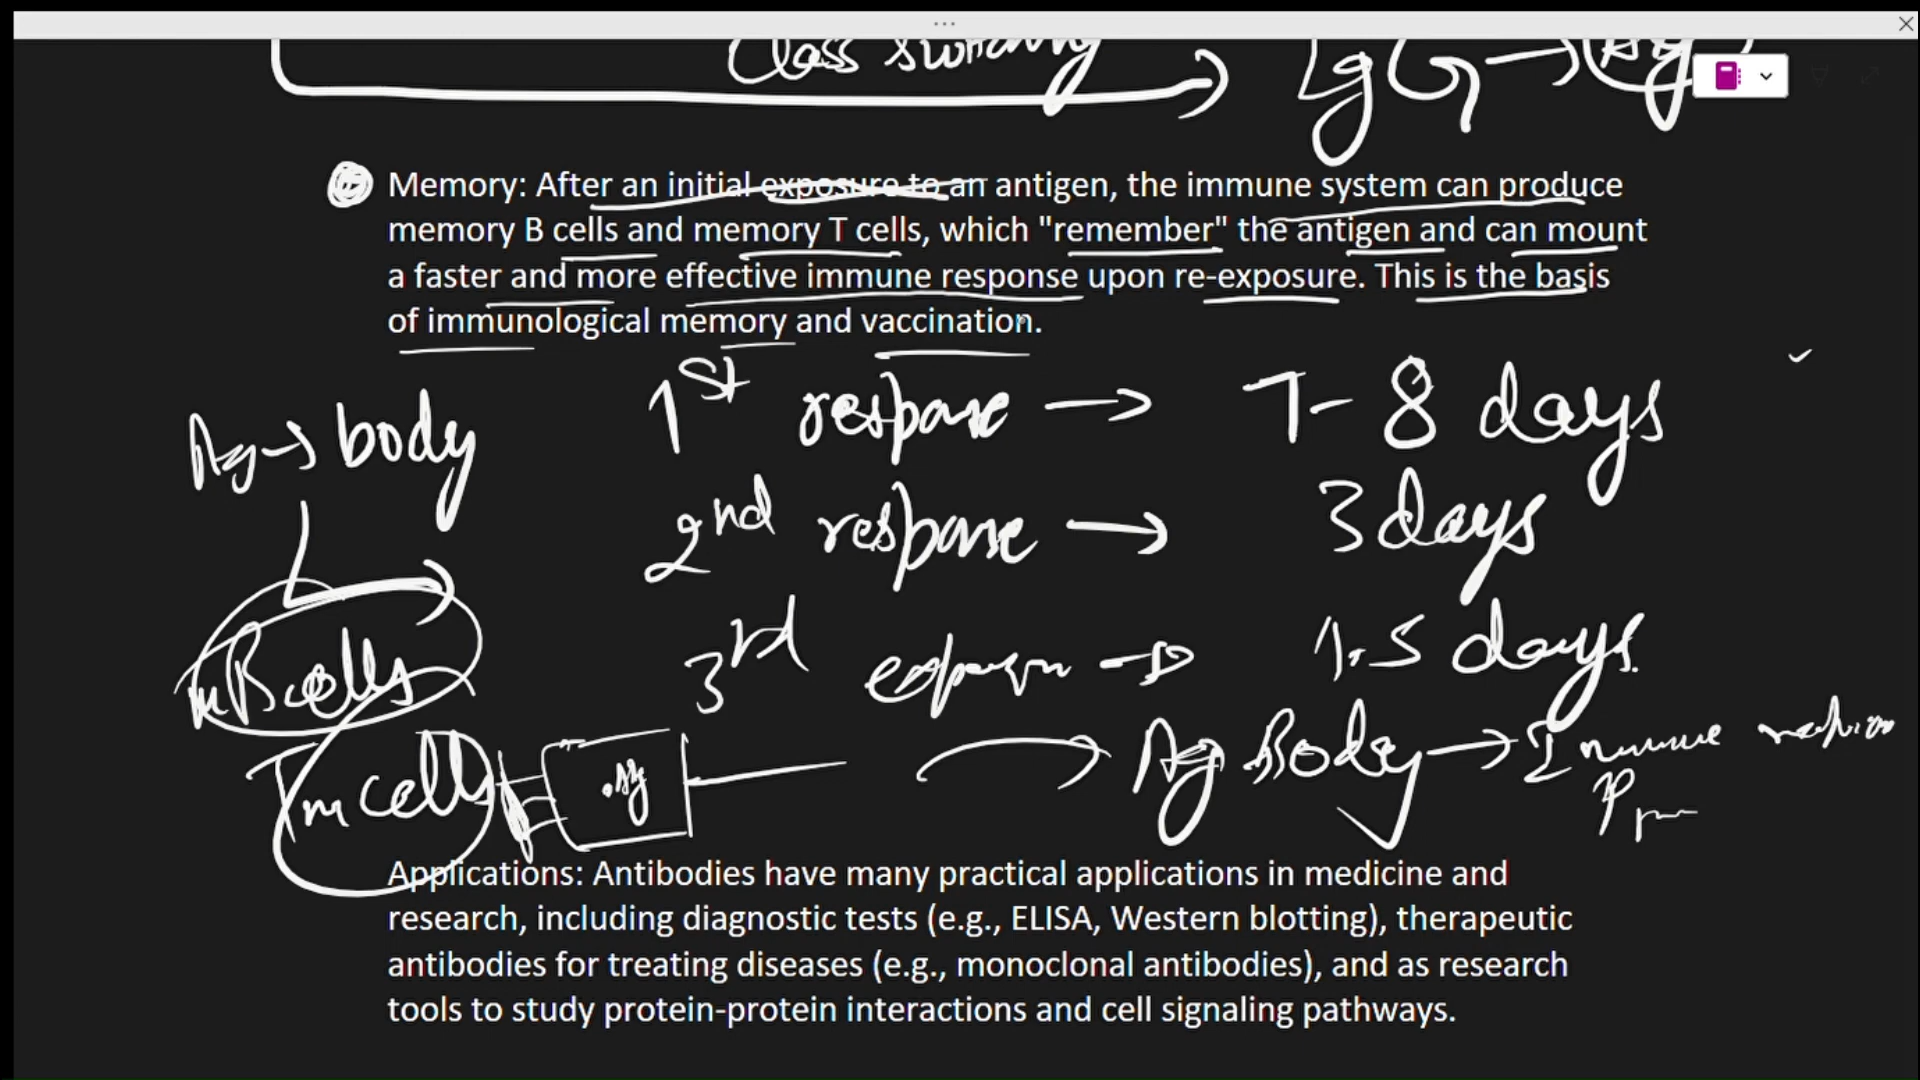 Class switching
IgG → IgG
Memory: After an initial exposure to an antigen, the immune system can produce
memory B cells and memory T cells, which "remember" the antigen and can mount
a faster and more effective immune response upon re-exposure. This is the basis
of immunological memory and vaccination.
Ag → body 1st response → 7-8 days
2nd response → 3 days
mB cells 3rd → 1.5 days
Tm cell Ag Ag Body → Immune
Applications: Antibodies have many practical applications in medicine and
research, including diagnostic tests (e.g., ELISA, Western blotting), therapeutic
antibodies for treating diseases (e.g., monoclonal antibodies), and as research
tools to study protein-protein interactions and cell signaling pathways.